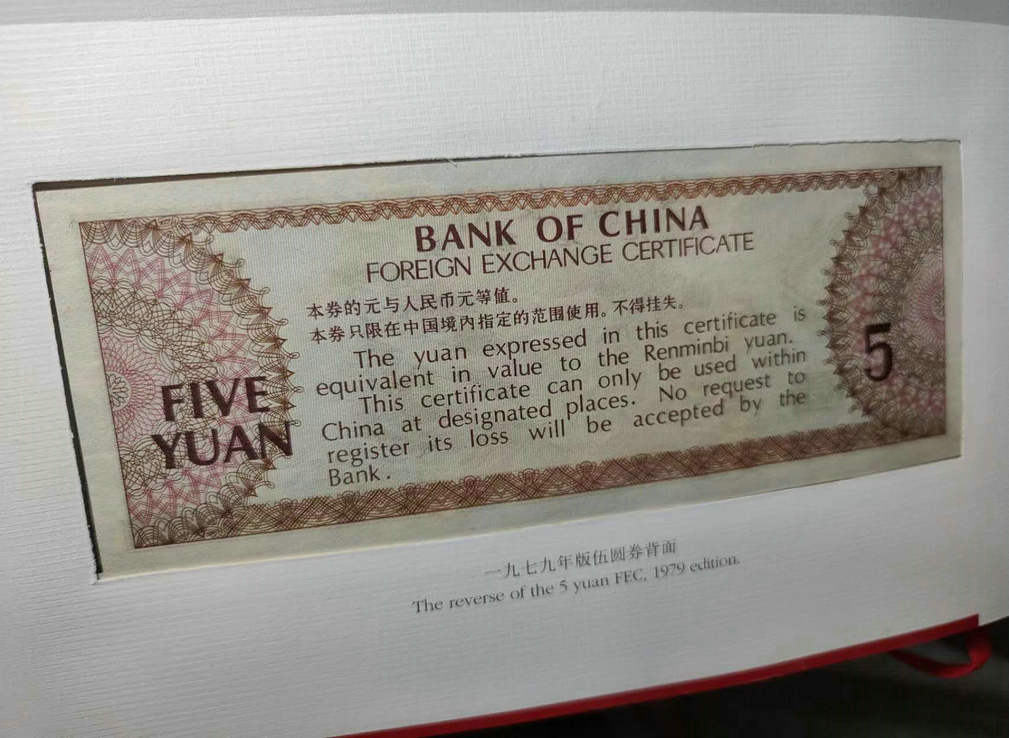 BANK OF CHINA
FOREIGN EXCHANGE CERTIFICATE
本券的元与人民币元等值。
本券只限在中国境内指定的范围使用。不得挂失。
The yuan expressed in this certificate is
equivalent in value to the Renminbi yuan.
This certificate can only be used within
China at designated places. No request to
register its loss will be accepted by the
Bank.
FIVE
YUAN
5
一九七九年版伍圆券背面
The reverse of the 5 yuan FEC, 1979 edition.